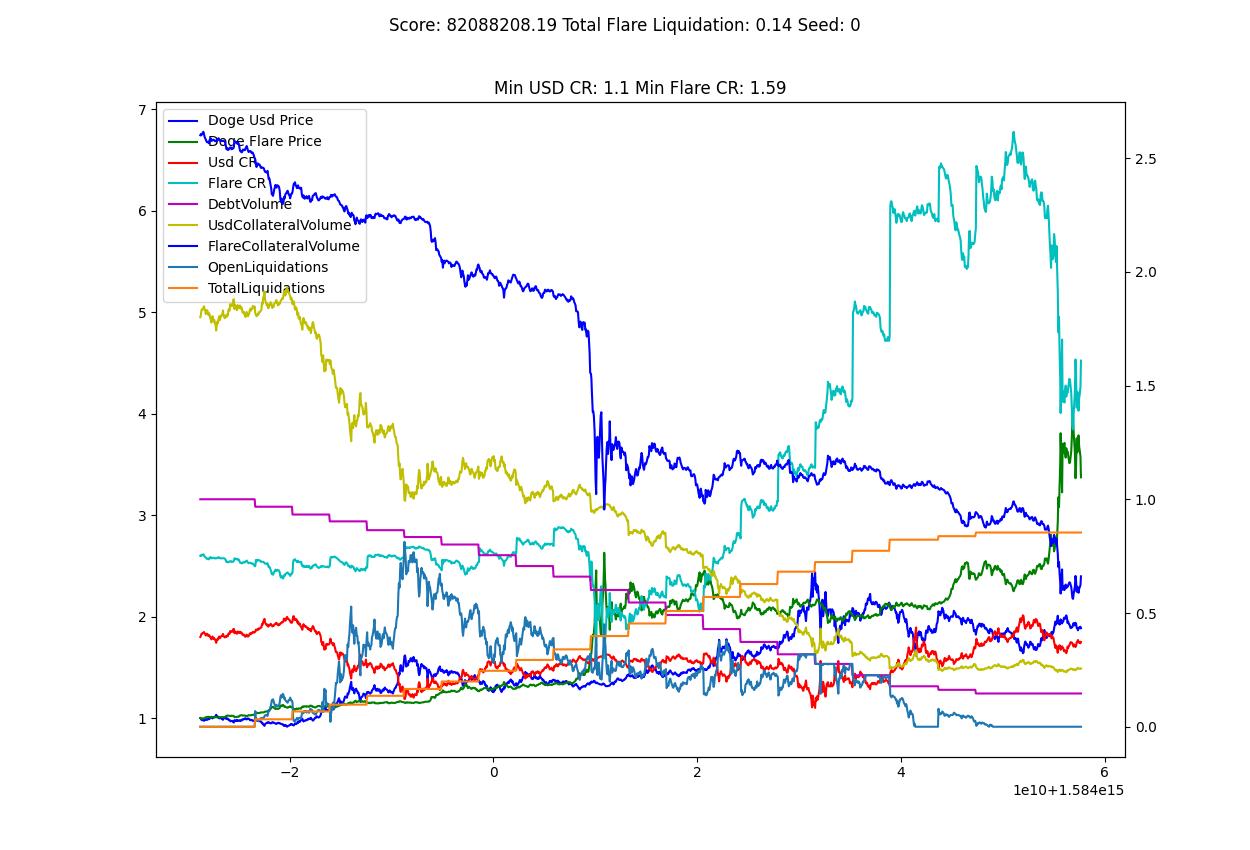 Score: 82088208.19 Total Flare Liquidation: 0.14 Seed: 0
Min USD CR: 1.1 Min Flare CR: 1.59
Doge Usd Price
Doge Flare Price
Usd CR
Flare CR
DebtVolume
UsdCollateralVolume
FlareCollateralVolume
OpenLiquidations
TotalLiquidations
7
6
5
4
3
2
1
2.5
2.0
1.5
1.0
0.5
0.0
−2
0
2
4
6
1e10+1.584e15